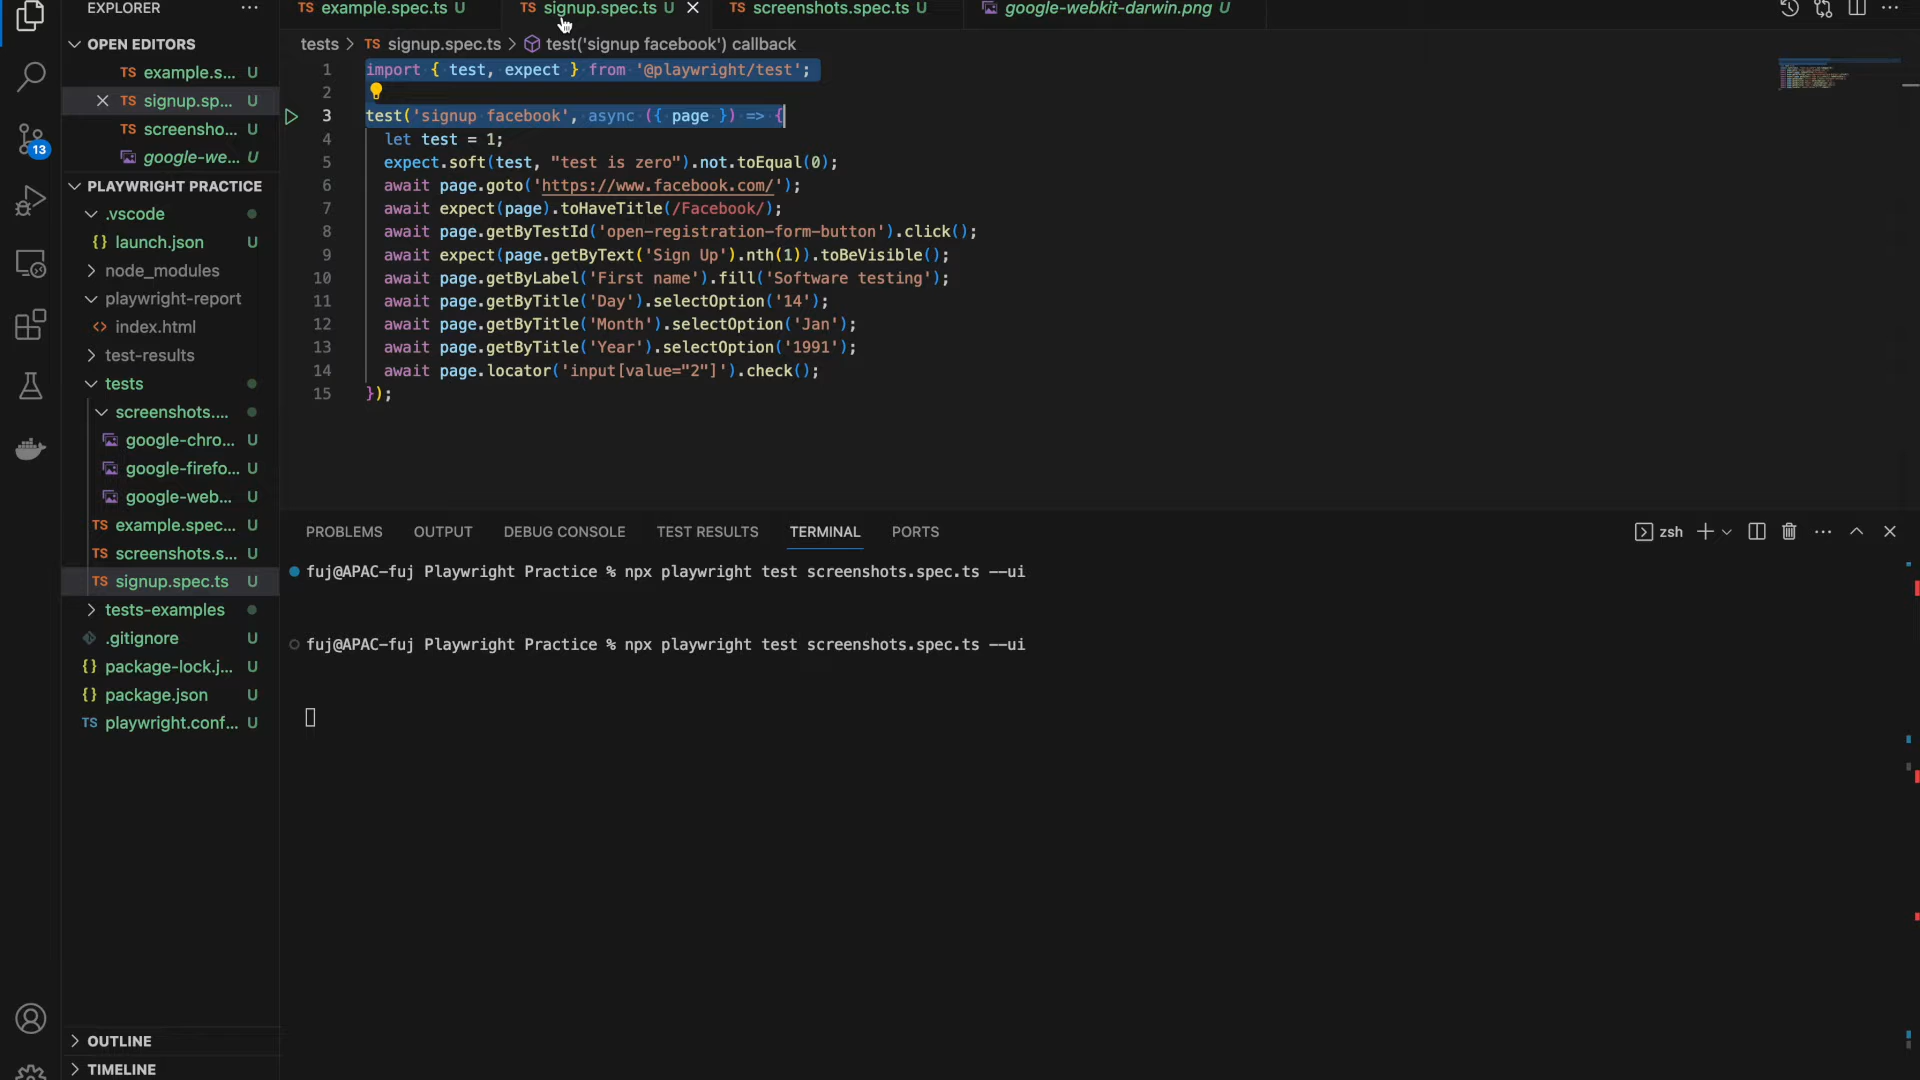 EXPLORER
example.spec.ts U
signup.spec.ts U
screenshots.spec.ts U
google-webkit-darwin.png U
OPEN EDITORS
example.s... U
signup.sp... U
screensho... U
google-we... U
13
PLAYWRIGHT PRACTICE
.vscode
launch.json U
node_modules
playwright-report
index.html
test-results
tests
screenshots....
google-chro... U
google-firefo... U
google-web... U
example.spec... U
screenshots.s... U
signup.spec.ts U
tests-examples
.gitignore U
package-lock.j... U
package.json U
playwright.conf... U
OUTLINE
TIMELINE
tests > TS signup.spec.ts > test('signup facebook') callback
1 import { test, expect } from '@playwright/test';
2
3 test('signup facebook', async ({ page }) => {
4 let test = 1;
5 expect.soft(test, "test is zero").not.toEqual(0);
6 await page.goto('https://www.facebook.com/');
7 await expect(page).toHaveTitle(/Facebook/);
8 await page.getByTestId('open-registration-form-button').click();
9 await expect(page.getByText('Sign Up').nth(1)).toBeVisible();
10 await page.getByLabel('First name').fill('Software testing');
11 await page.getByTitle('Day').selectOption('14');
12 await page.getByTitle('Month').selectOption('Jan');
13 await page.getByTitle('Year').selectOption('1991');
14 await page.locator('input[value="2"]').check();
15 });
PROBLEMS OUTPUT DEBUG CONSOLE TEST RESULTS TERMINAL PORTS
zsh
fuj@APAC-fuj Playwright Practice % npx playwright test screenshots.spec.ts --ui
fuj@APAC-fuj Playwright Practice % npx playwright test screenshots.spec.ts --ui